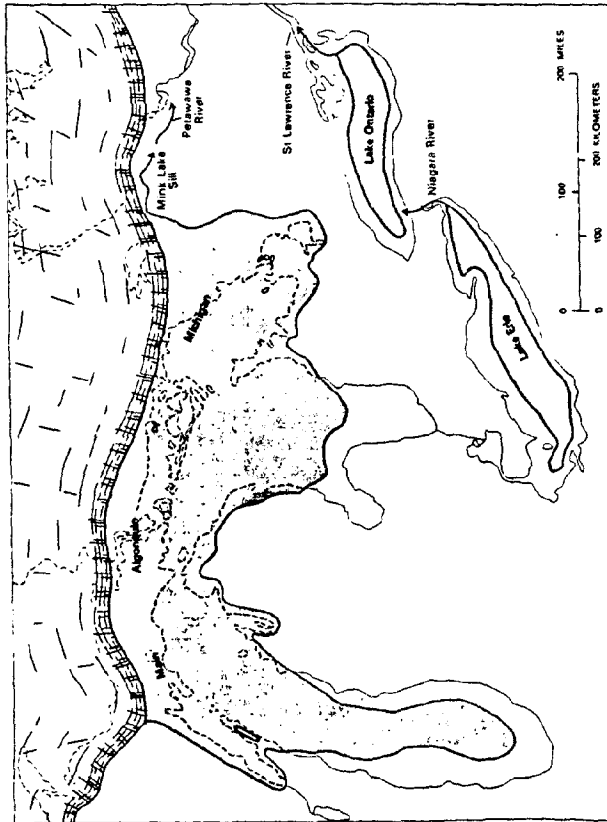 Mink Lake
Sill
Petawawa
River
St Lawrence River
Lake Ontario
Niagara River
Lake Erie
Main
Algonquin
Michigan
200 MILES
100
0
200 KILOMETERS
100
0